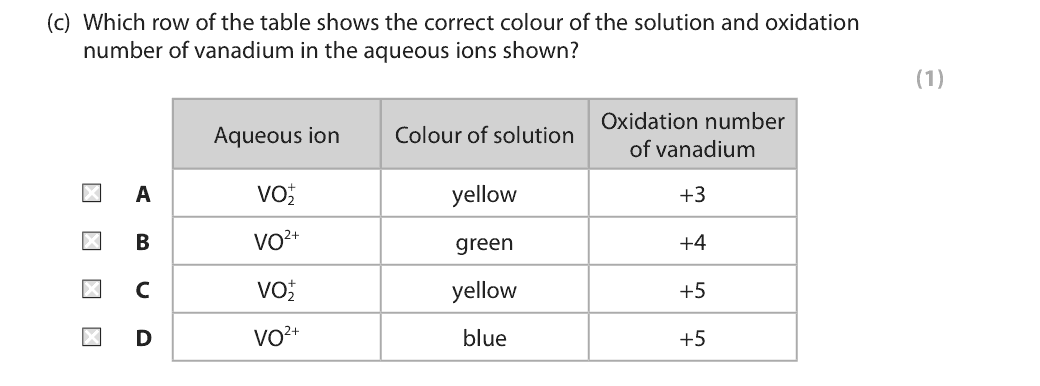 (c) Which row of the table shows the correct colour of the solution and oxidation
number of vanadium in the aqueous ions shown?
(1)
Aqueous ion Colour of solution Oxidation number of vanadium
A VO₂⁺ yellow +3
B VO²⁺ green +4
C VO₂⁺ yellow +5
D VO²⁺ blue +5